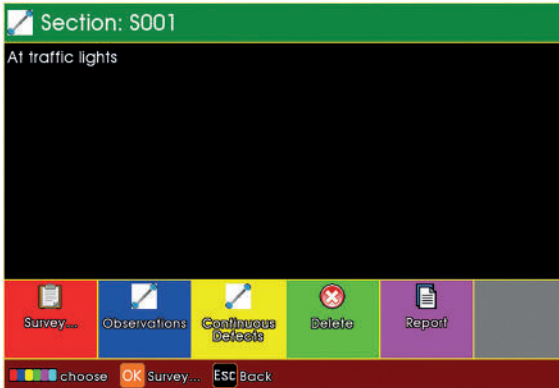 Section: S001
At traffic lights
Survey...
Observations
Continuous
Defects
Delete
Report
choose OK Survey... ESC Back